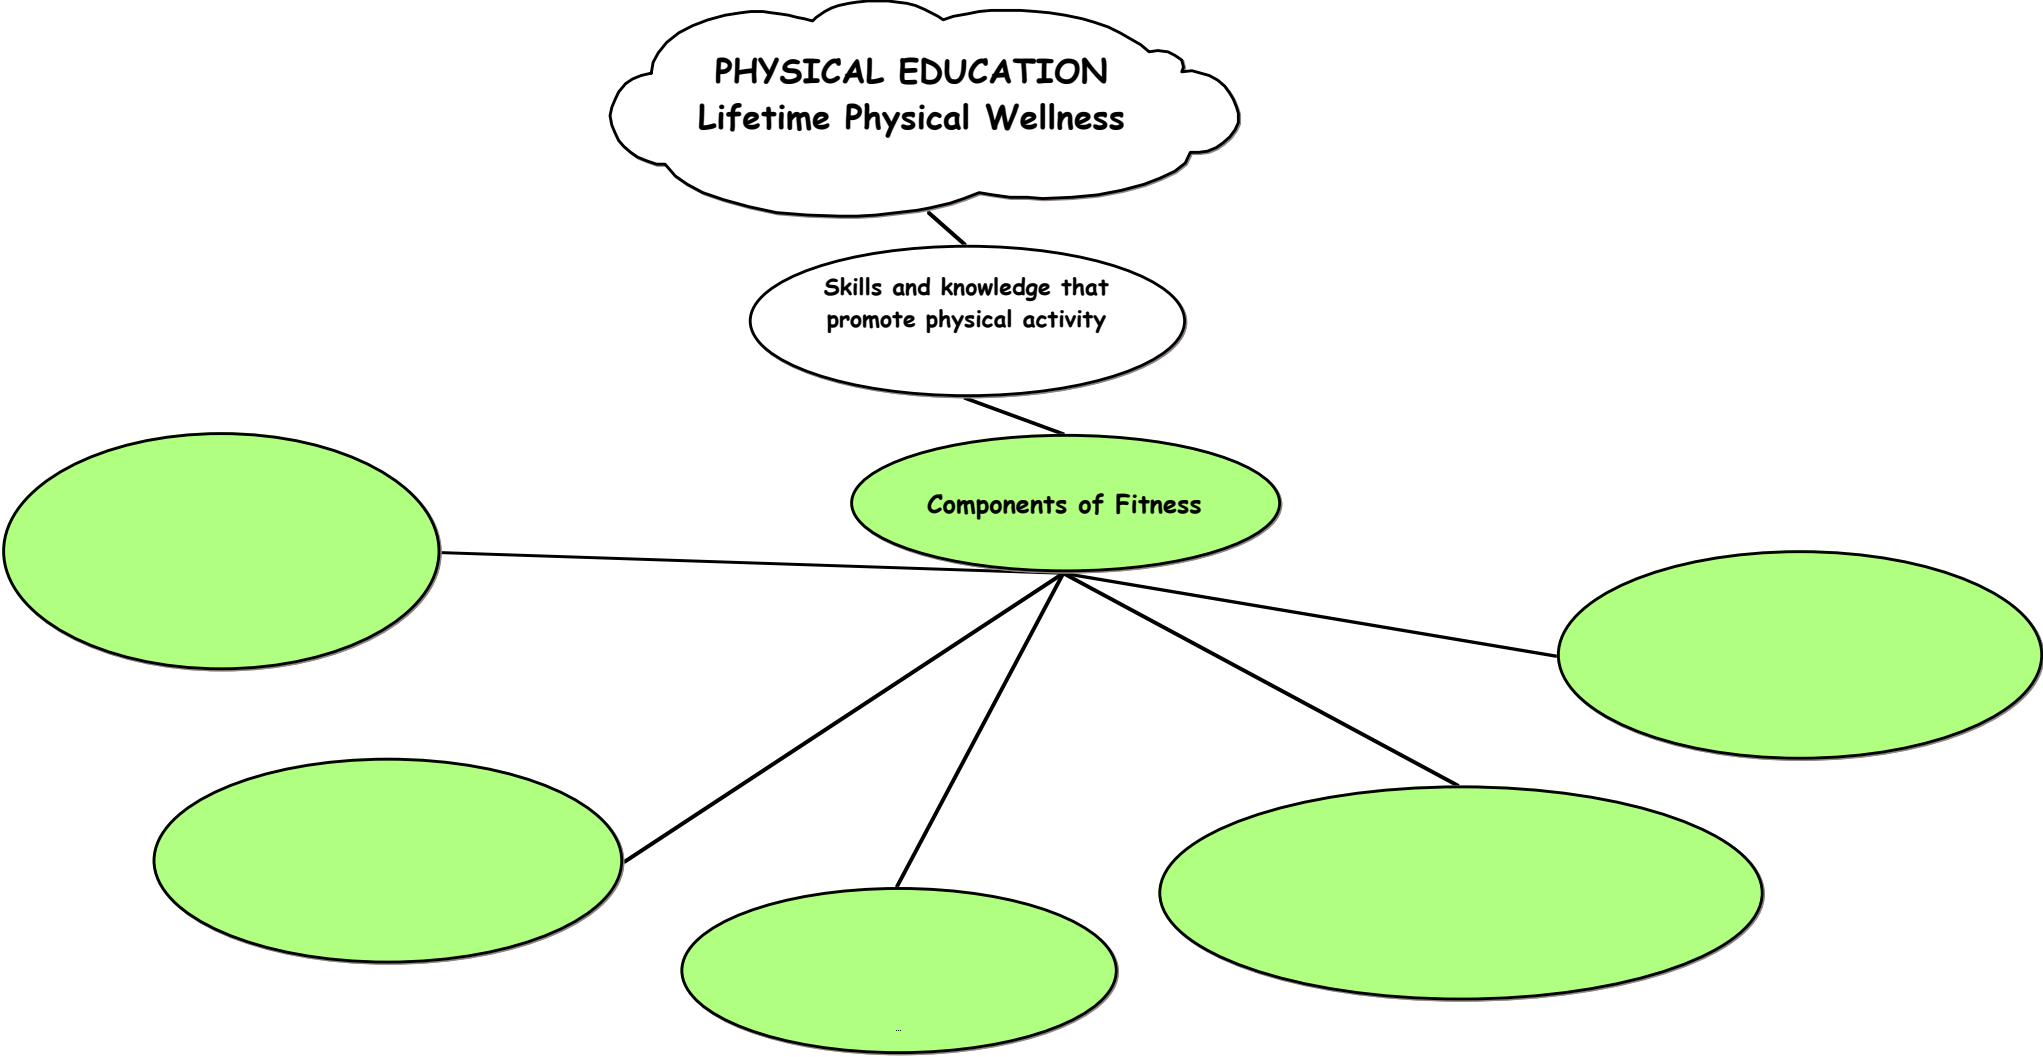 PHYSICAL EDUCATION
Lifetime Physical Wellness
Skills and knowledge that
promote physical activity
Components of Fitness
...